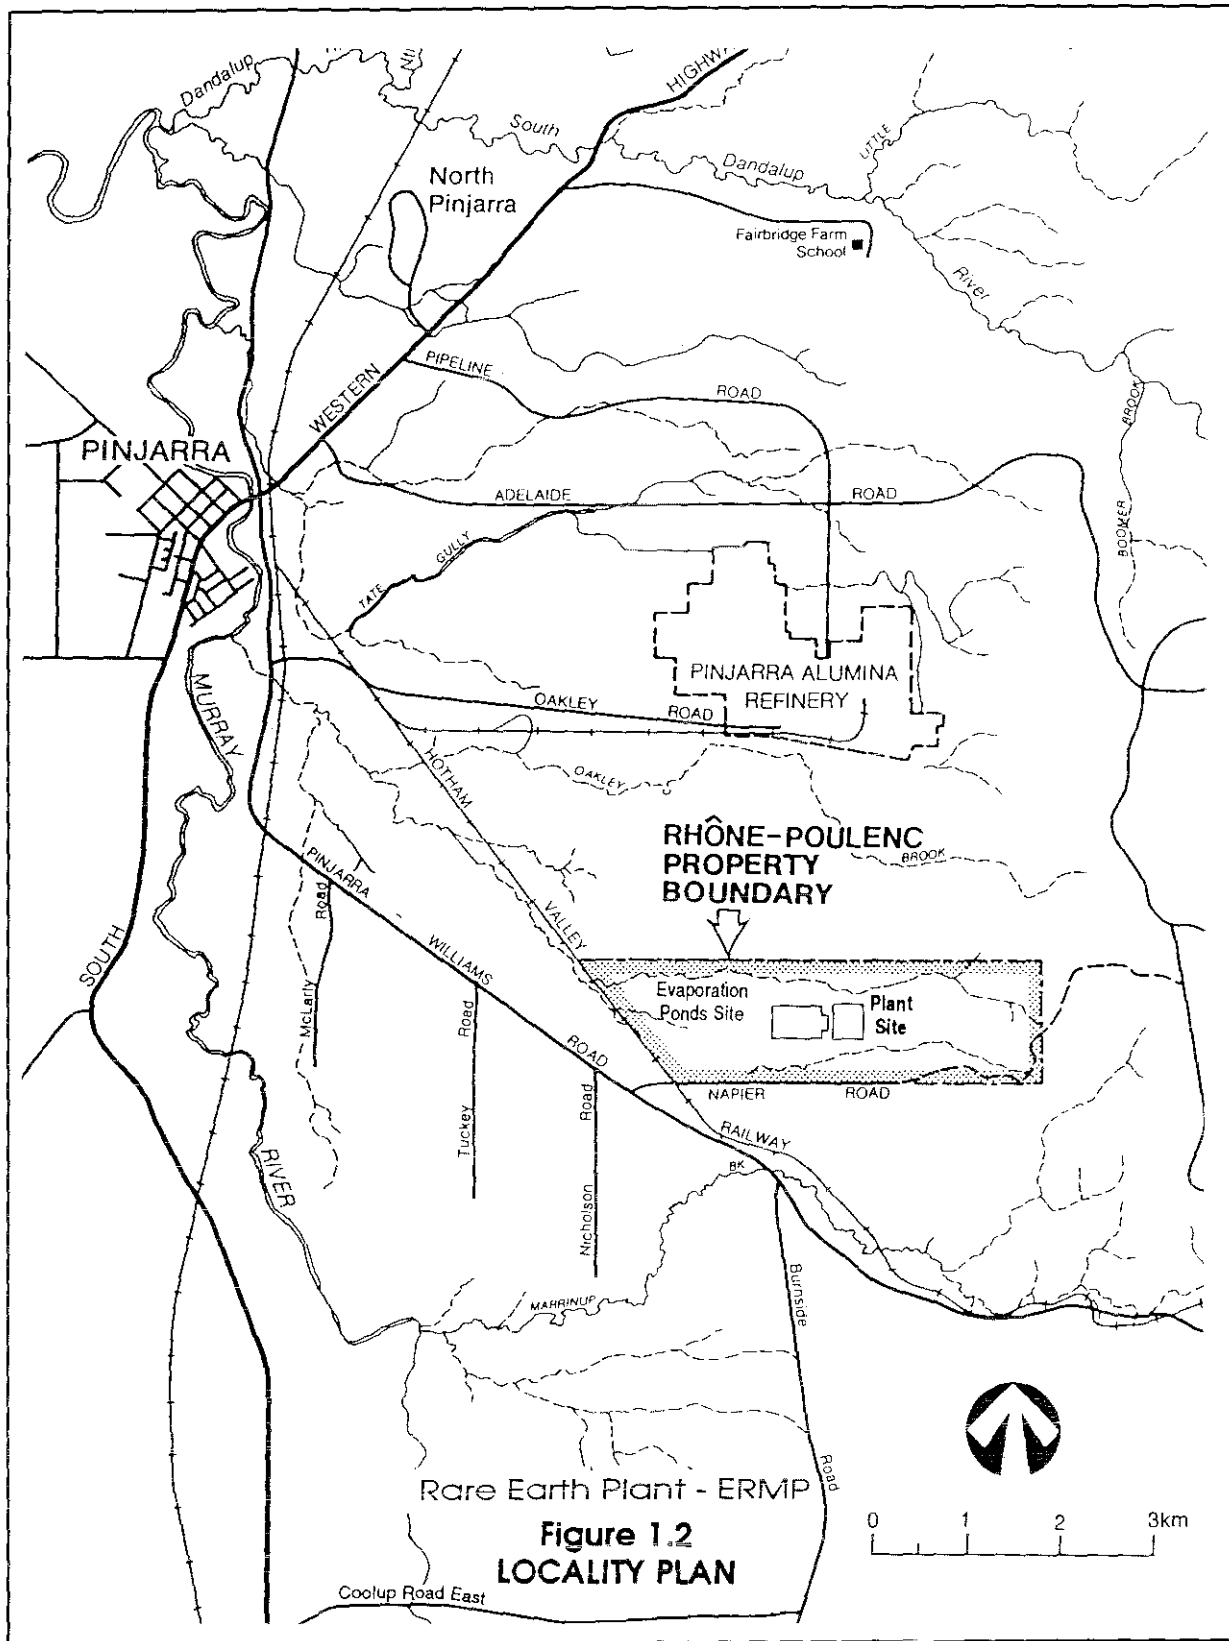 Dandalup
HIGHWA
South
Dandalup
LITTLE
North
Pinjarra
Fairbridge Farm
School
River
PIPELINE
ROAD
WESTERN
BROOK
PINJARRA
ADELAIDE
ROAD
BOOMER
TATE
GULLY
PINJARRA ALUMINA
REFINERY
OAKLEY
ROAD
MURRAY
HOTHAM
OAKLEY
BROOK
RHÔNE-POULENC
PROPERTY
BOUNDARY
PINJARRA
Road
McLarty
VALLEY
WILLIAMS
SOUTH
Evaporation
Ponds Site
Plant
Site
Road
Tuckey
ROAD
NAPIER
ROAD
Road
Nicholson
RAILWAY
BK
RIVER
MARRINUP
Burnside
Road
Rare Earth Plant - ERMP
Figure 1.2
LOCALITY PLAN
0 1 2 3km
Coolup Road East